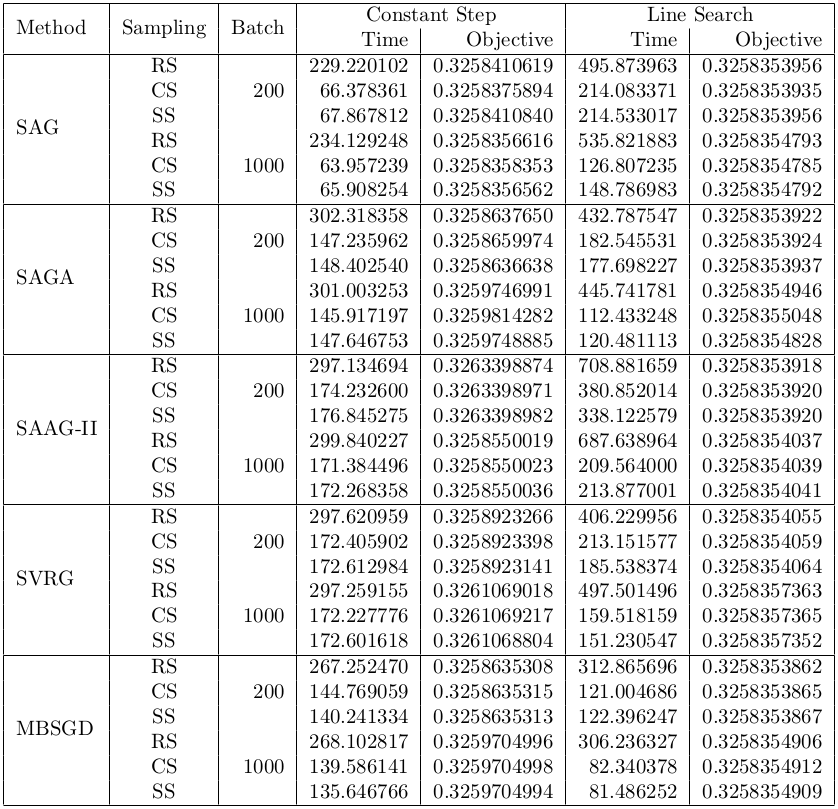 Method Sampling Batch Constant Step Line Search
Time Objective Time Objective
RS 229.220102 0.3258410619 495.873963 0.3258353956
CS 200 66.378361 0.3258375894 214.083371 0.3258353935
SS 67.867812 0.3258410840 214.533017 0.3258353956
SAG
RS 234.129248 0.3258356616 535.821883 0.3258354793
CS 1000 63.957239 0.3258358353 126.807235 0.3258354785
SS 65.908254 0.3258356562 148.786983 0.3258354792
RS 302.318358 0.3258637650 432.787547 0.3258353922
CS 200 147.235962 0.3258659974 182.545531 0.3258353924
SS 148.402540 0.3258636638 177.698227 0.3258353937
SAGA
RS 301.003253 0.3259746991 445.741781 0.3258354946
CS 1000 145.917197 0.3259814282 112.433248 0.3258355048
SS 147.646753 0.3259748885 120.481113 0.3258354828
RS 297.134694 0.3263398874 708.881659 0.3258353918
CS 200 174.232600 0.3263398971 380.852014 0.3258353920
SS 176.845275 0.3263398982 338.122579 0.3258353920
SAAG-II
RS 299.840227 0.3258550019 687.638964 0.3258354037
CS 1000 171.384496 0.3258550023 209.564000 0.3258354039
SS 172.268358 0.3258550036 213.877001 0.3258354041
RS 297.620959 0.3258923266 406.229956 0.3258354055
CS 200 172.405902 0.3258923398 213.151577 0.3258354059
SS 172.612984 0.3258923141 185.538374 0.3258354064
SVRG
RS 297.259155 0.3261069018 497.501496 0.3258357363
CS 1000 172.227776 0.3261069217 159.518159 0.3258357365
SS 172.601618 0.3261068804 151.230547 0.3258357352
RS 267.252470 0.3258635308 312.865696 0.3258353862
CS 200 144.769059 0.3258635315 121.004686 0.3258353865
SS 140.241334 0.3258635313 122.396247 0.3258353867
MBSGD
RS 268.102817 0.3259704996 306.236327 0.3258354906
CS 1000 139.586141 0.3259704998 82.340378 0.3258354912
SS 135.646766 0.3259704994 81.486252 0.3258354909